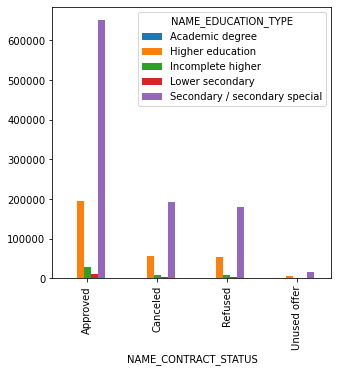 NAME_EDUCATION_TYPE
Academic degree
Higher education
Incomplete higher
Lower secondary
Secondary / secondary special
600000
500000
400000
300000
200000
100000
0
Approved
Canceled
Refused
Unused offer
NAME_CONTRACT_STATUS